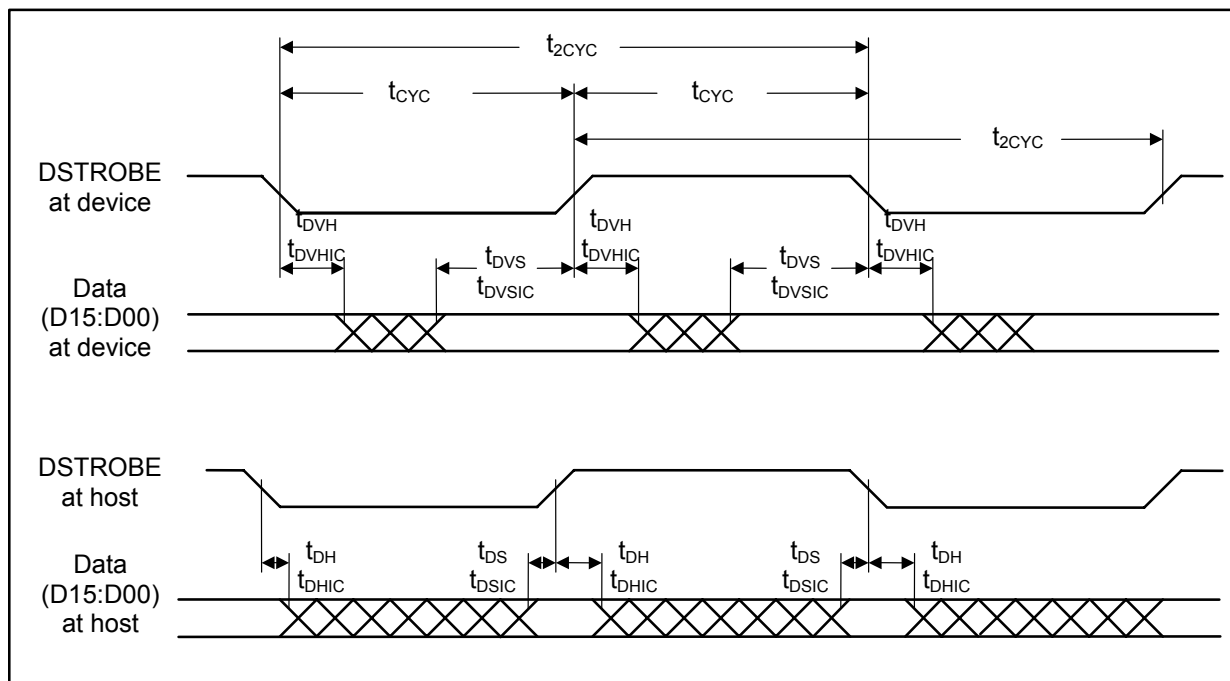 t2CYC
tCYC
tCYC
t2CYC
DSTROBE
at device
tDVH
tDVHIC
tDVS
tDVSIC
tDVH
tDVHIC
tDVS
tDVSIC
tDVH
tDVHIC
Data
(D15:D00)
at device
DSTROBE
at host
tDH
tDHIC
tDS
tDSIC
tDH
tDHIC
tDS
tDSIC
tDH
tDHIC
Data
(D15:D00)
at host